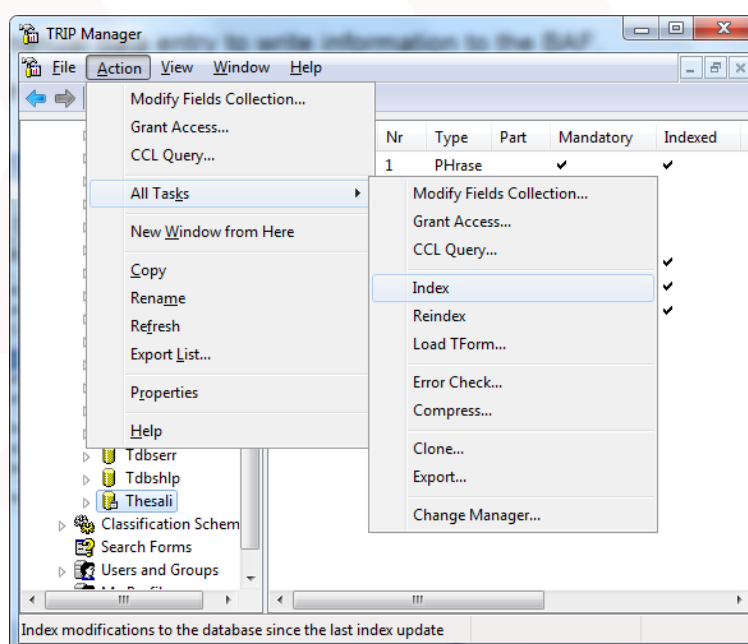 TRIP Manager
File Action View Window Help
Modify Fields Collection...
Grant Access...
CCL Query...
All Tasks
New Window from Here
Copy
Rename
Refresh
Export List...
Properties
Help
Nr Type Part Mandatory Indexed
1 PHrase
Modify Fields Collection...
Grant Access...
CCL Query...
Index
Reindex
Load TForm...
Error Check...
Compress...
Clone...
Export...
Change Manager...
Tdbserr
Tdbshlp
Thesali
Classification Schem
Search Forms
Users and Groups
Index modifications to the database since the last index update